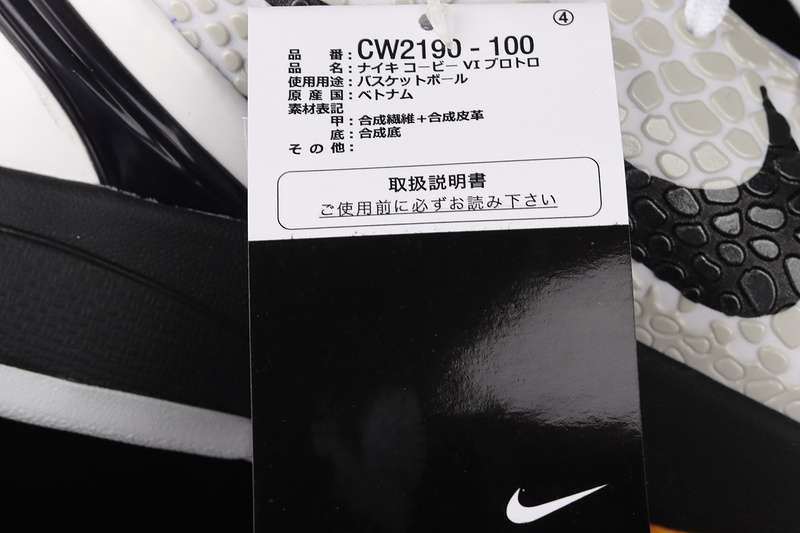 ④
品番：CW2190 - 100
品名：ナイキ コービー VI プロトロ
使用用途：バスケットボール
原産国：ベトナム
素材表記
甲：合成繊維＋合成皮革
底：合成底
その他：
取扱説明書
ご使用前に必ずお読み下さい